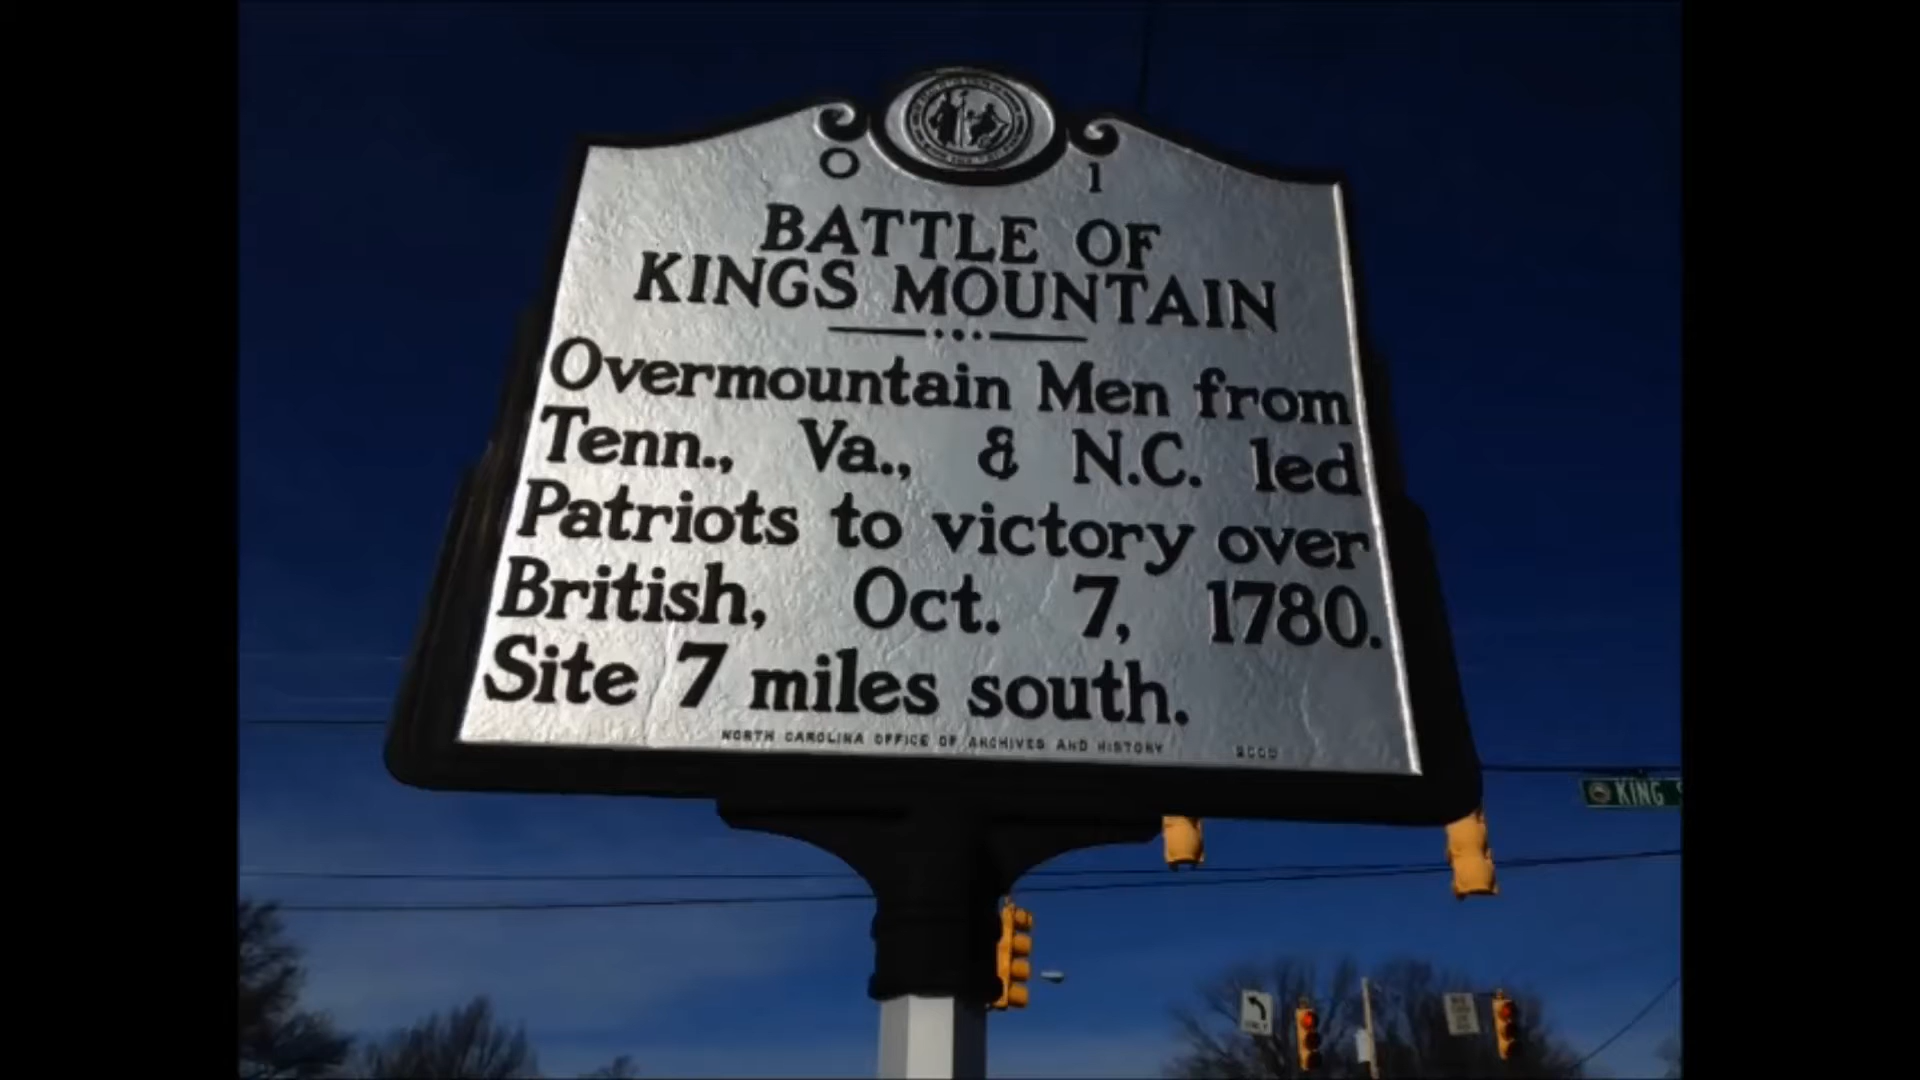 O 1
BATTLE OF
KINGS MOUNTAIN
Overmountain Men from
Tenn., Va., & N.C. led
Patriots to victory over
British, Oct. 7, 1780.
Site 7 miles south.
NORTH CAROLINA OFFICE OF ARCHIVES AND HISTORY
KING
ONLY